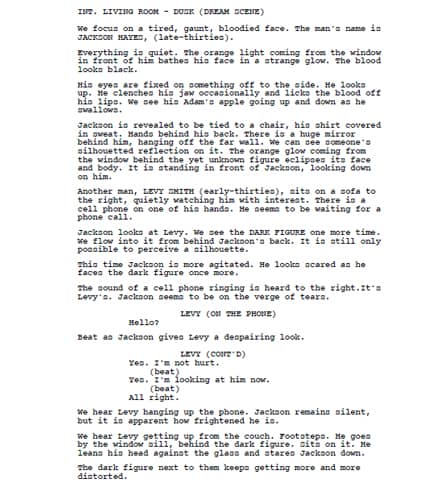 INT. LIVING ROOM - DUSK (DREAM SCENE)
We focus on a tired, gaunt, bloodied face. The man's name is
JACKSON HAYES, (late-thirties).
Everything is quiet. The orange light coming from the window
in front of him bathes his face in a strange glow. The blood
looks black.
His eyes are fixed on something off to the side. He looks
up. He clenches his jaw occasionally and licks the blood off
his lips. We see his Adam's apple going up and down as he
swallows.
Jackson is revealed to be tied to a chair, his shirt covered
in sweat. Hands behind his back. There is a huge mirror
behind him, hanging off the far wall. We can see someone's
silhouetted reflection on it. The orange glow coming from
the window behind the yet unknown figure eclipses its face
and body. It is standing in front of Jackson, looking down
on him.
Another man, LEVY SMITH (early-thirties), sits on a sofa to
the right, quietly watching him with interest. There is a
cell phone on one of his hands. He seems to be waiting for a
phone call.
Jackson looks at Levy. We see the DARK FIGURE one more time.
We flow into it from behind Jackson's back. It is still only
possible to perceive a silhouette.
This time Jackson is more agitated. He looks scared as he
faces the dark figure once more.
The sound of a cell phone ringing is heard to the right.It's
Levy's. Jackson seems to be on the verge of tears.
LEVY (ON THE PHONE)
Hello?
Beat as Jackson gives Levy a despairing look.
LEVY (CONT'D)
Yes. I'm not hurt.
(beat)
Yes. I'm looking at him now.
(beat)
All right.
We hear Levy hanging up the phone. Jackson remains silent,
but it is apparent how frightened he is.
We hear Levy getting up from the couch. Footsteps. He goes
by the window sill, behind the dark figure. Sits on it. He
leans his head against the glass and stares Jackson down.
The dark figure next to them keeps getting more and more
distorted.